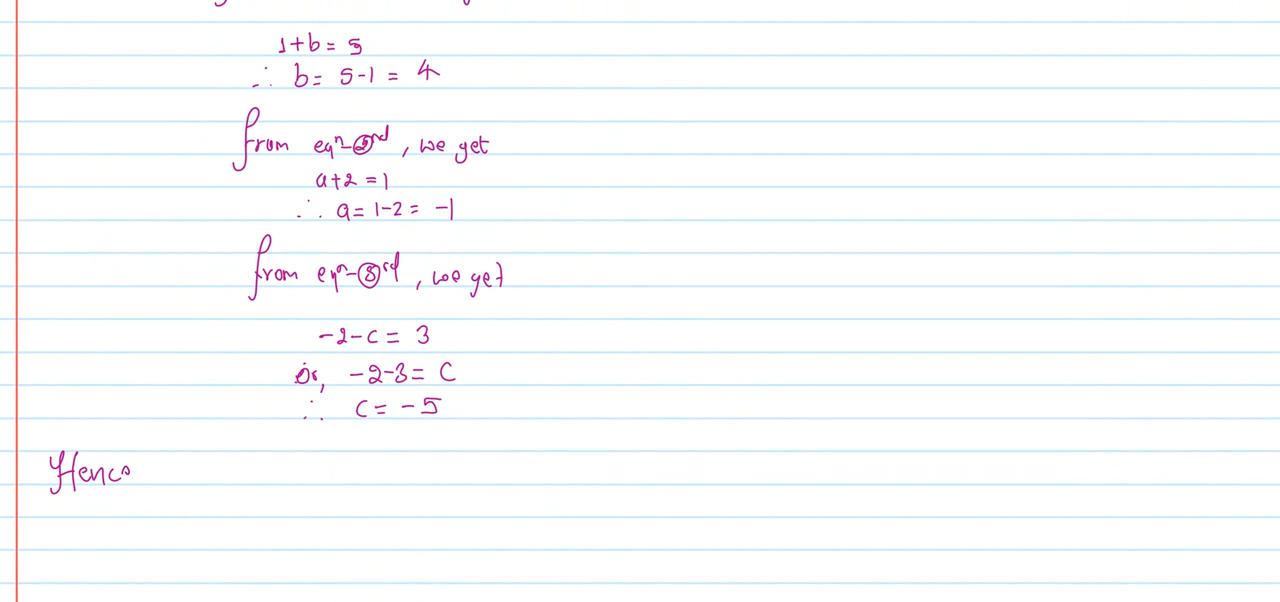 1+b = 5
∴ b = 5-1 = 4
from eqⁿ-②nd, we get
a+2 = 1
∴ a = 1-2 = -1
from eqⁿ-③rd, we get
-2-c = 3
or, -2-3 = c
∴ c = -5
Hence